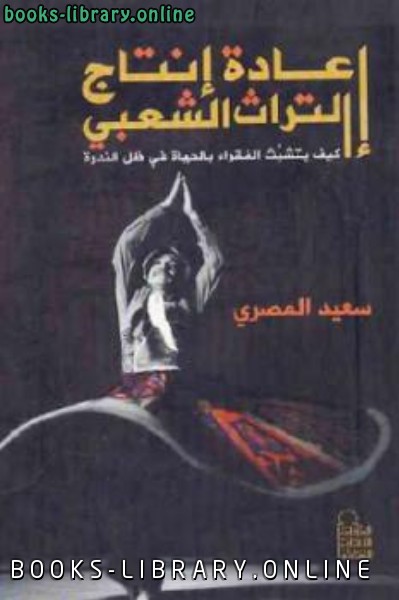 books-library.online
إعادة إنتاج
التراث الشعبي
كيف يتشبث الفقراء بالحياة في ظل الندرة
سعيد المصري
BOOKS-LIBRARY.ONLINE